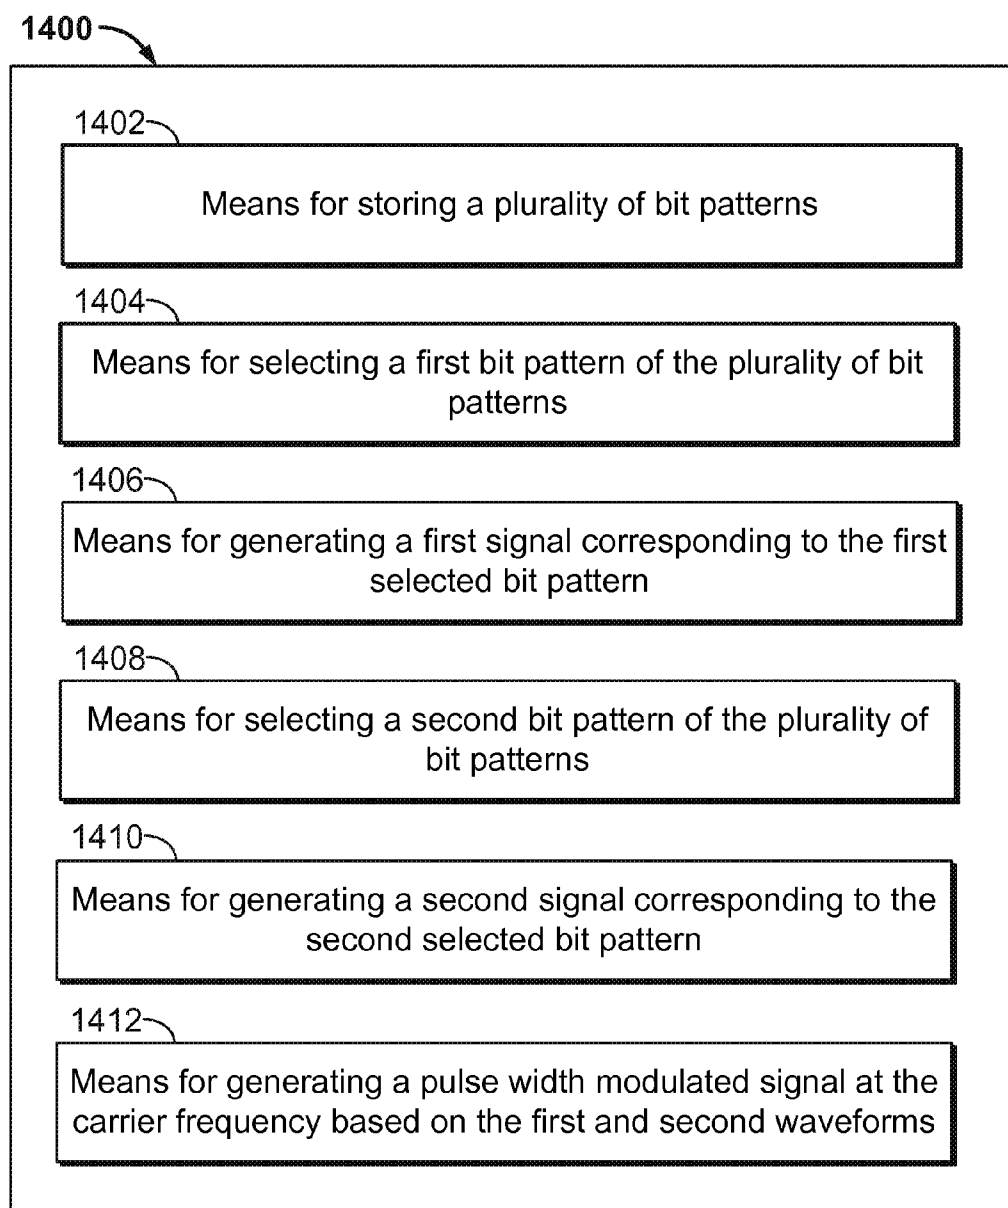 1400
1402
Means for storing a plurality of bit patterns
1404
Means for selecting a first bit pattern of the plurality of bit
patterns
1406
Means for generating a first signal corresponding to the first
selected bit pattern
1408
Means for selecting a second bit pattern of the plurality of
bit patterns
1410
Means for generating a second signal corresponding to the
second selected bit pattern
1412
Means for generating a pulse width modulated signal at the
carrier frequency based on the first and second waveforms